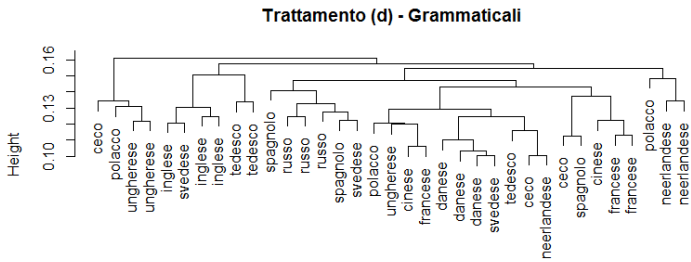 Trattamento (d) - Grammaticali
Height
0.16
0.13
0.10
ceco
polacco
ungherese
ungherese
inglese
svedese
inglese
inglese
tedesco
tedesco
spagnolo
russo
russo
russo
spagnolo
svedese
polacco
ungherese
cinese
francese
danese
danese
danese
svedese
tedesco
ceco
neerlandese
ceco
spagnolo
cinese
francese
francese
polacco
neerlandese
neerlandese